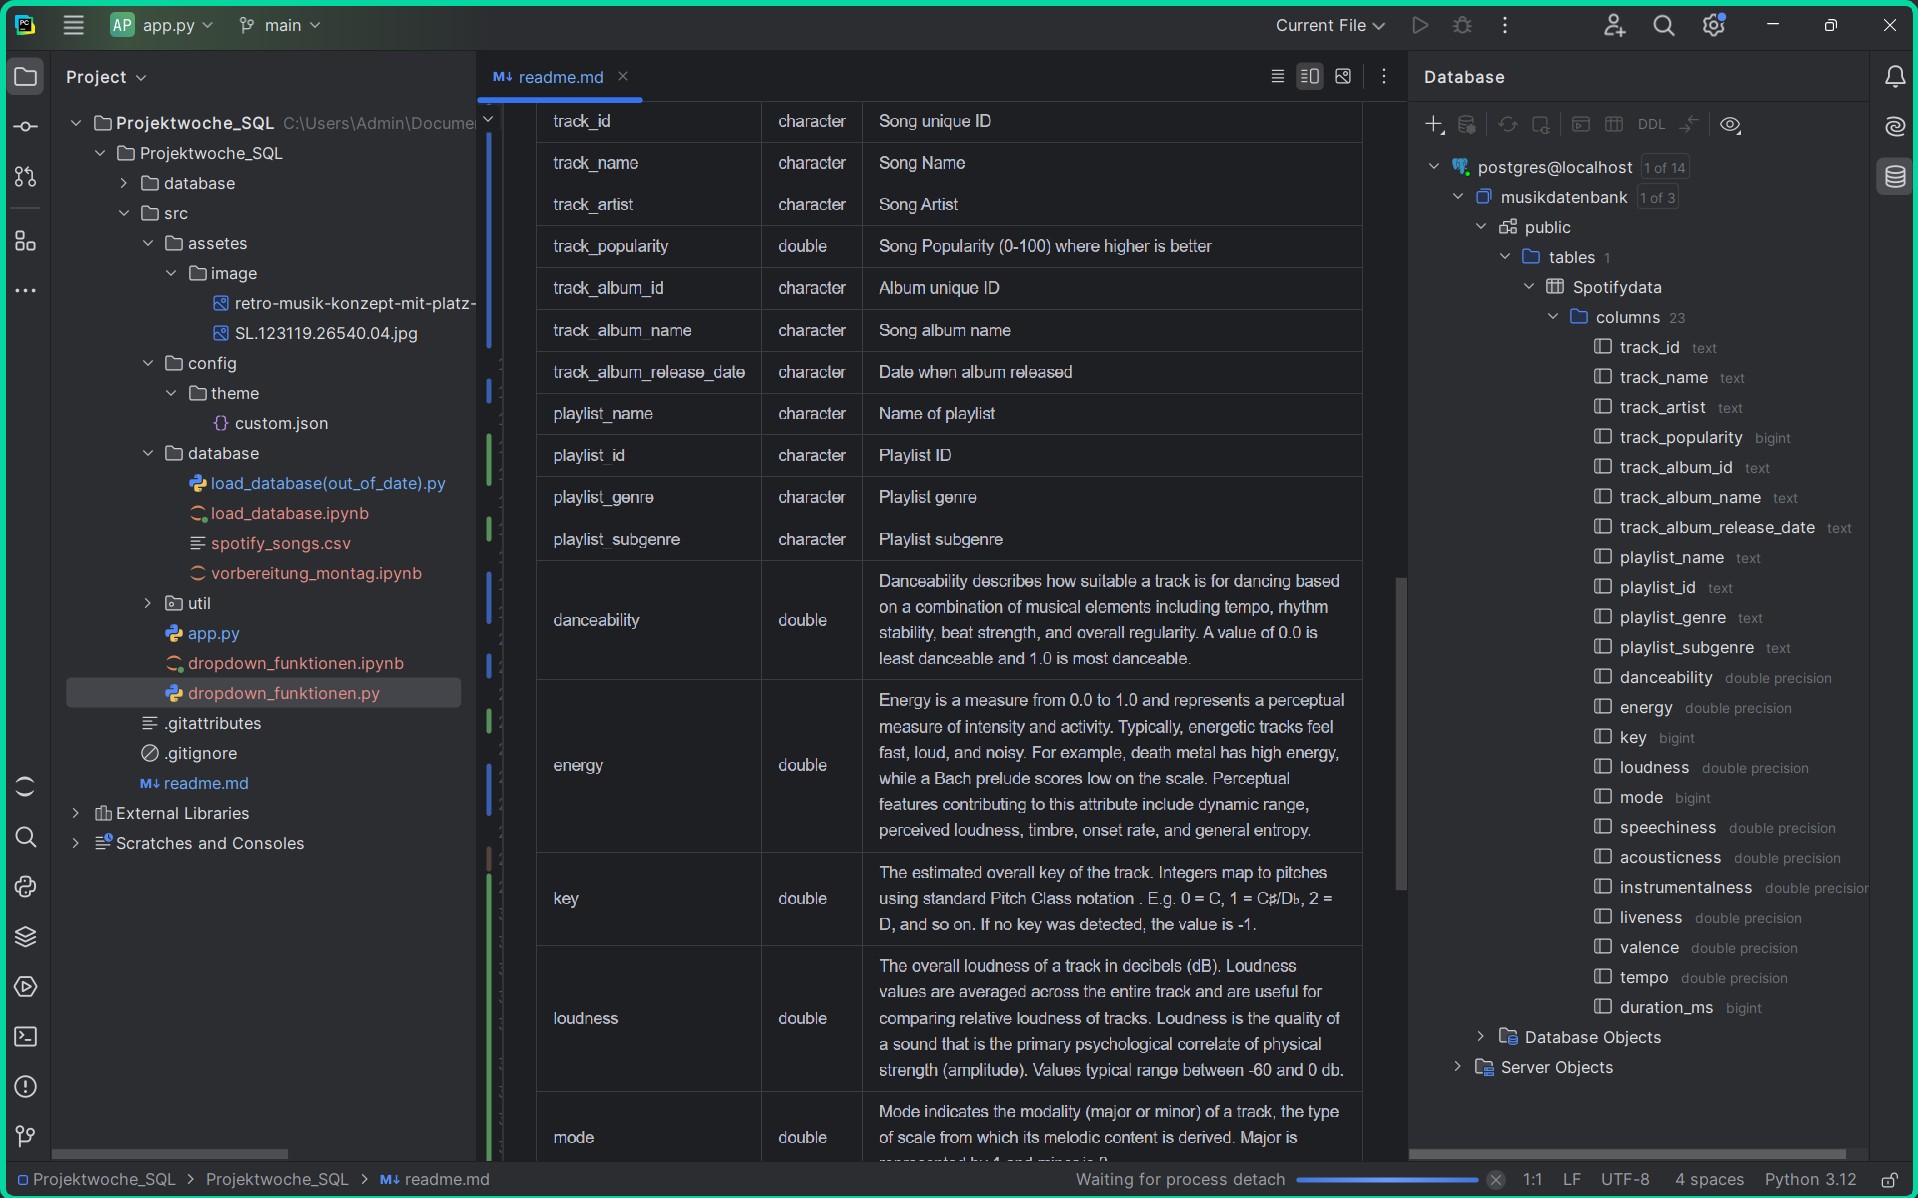 AP app.py main Current File
Project
Projektwoche_SQL C:\Users\Admin\Docume
Projektwoche_SQL
database
src
assetes
image
retro-musik-konzept-mit-platz-
SL.123119.26540.04.jpg
config
theme
custom.json
database
load_database(out_of_date).py
load_database.ipynb
spotify_songs.csv
vorbereitung_montag.ipynb
util
app.py
dropdown_funktionen.ipynb
dropdown_funktionen.py
.gitattributes
.gitignore
M↓ readme.md
External Libraries
Scratches and Consoles
M↓ readme.md
track_id character Song unique ID
track_name character Song Name
track_artist character Song Artist
track_popularity double Song Popularity (0-100) where higher is better
track_album_id character Album unique ID
track_album_name character Song album name
track_album_release_date character Date when album released
playlist_name character Name of playlist
playlist_id character Playlist ID
playlist_genre character Playlist genre
playlist_subgenre character Playlist subgenre
danceability double Danceability describes how suitable a track is for dancing based
on a combination of musical elements including tempo, rhythm
stability, beat strength, and overall regularity. A value of 0.0 is
least danceable and 1.0 is most danceable.
energy double Energy is a measure from 0.0 to 1.0 and represents a perceptual
measure of intensity and activity. Typically, energetic tracks feel
fast, loud, and noisy. For example, death metal has high energy,
while a Bach prelude scores low on the scale. Perceptual
features contributing to this attribute include dynamic range,
perceived loudness, timbre, onset rate, and general entropy.
key double The estimated overall key of the track. Integers map to pitches
using standard Pitch Class notation . E.g. 0 = C, 1 = C♯/D♭, 2 =
D, and so on. If no key was detected, the value is -1.
loudness double The overall loudness of a track in decibels (dB). Loudness
values are averaged across the entire track and are useful for
comparing relative loudness of tracks. Loudness is the quality of
a sound that is the primary psychological correlate of physical
strength (amplitude). Values typical range between -60 and 0 db.
mode double Mode indicates the modality (major or minor) of a track, the type
of scale from which its melodic content is derived. Major is
Database
DDL
postgres@localhost 1 of 14
musikdatenbank 1 of 3
public
tables 1
Spotifydata
columns 23
track_id text
track_name text
track_artist text
track_popularity bigint
track_album_id text
track_album_name text
track_album_release_date text
playlist_name text
playlist_id text
playlist_genre text
playlist_subgenre text
danceability double precision
energy double precision
key bigint
loudness double precision
mode bigint
speechiness double precision
acousticness double precision
instrumentalness double precision
liveness double precision
valence double precision
tempo double precision
duration_ms bigint
Database Objects
Server Objects
Projektwoche_SQL > Projektwoche_SQL > M↓ readme.md Waiting for process detach 1:1 LF UTF-8 4 spaces Python 3.12